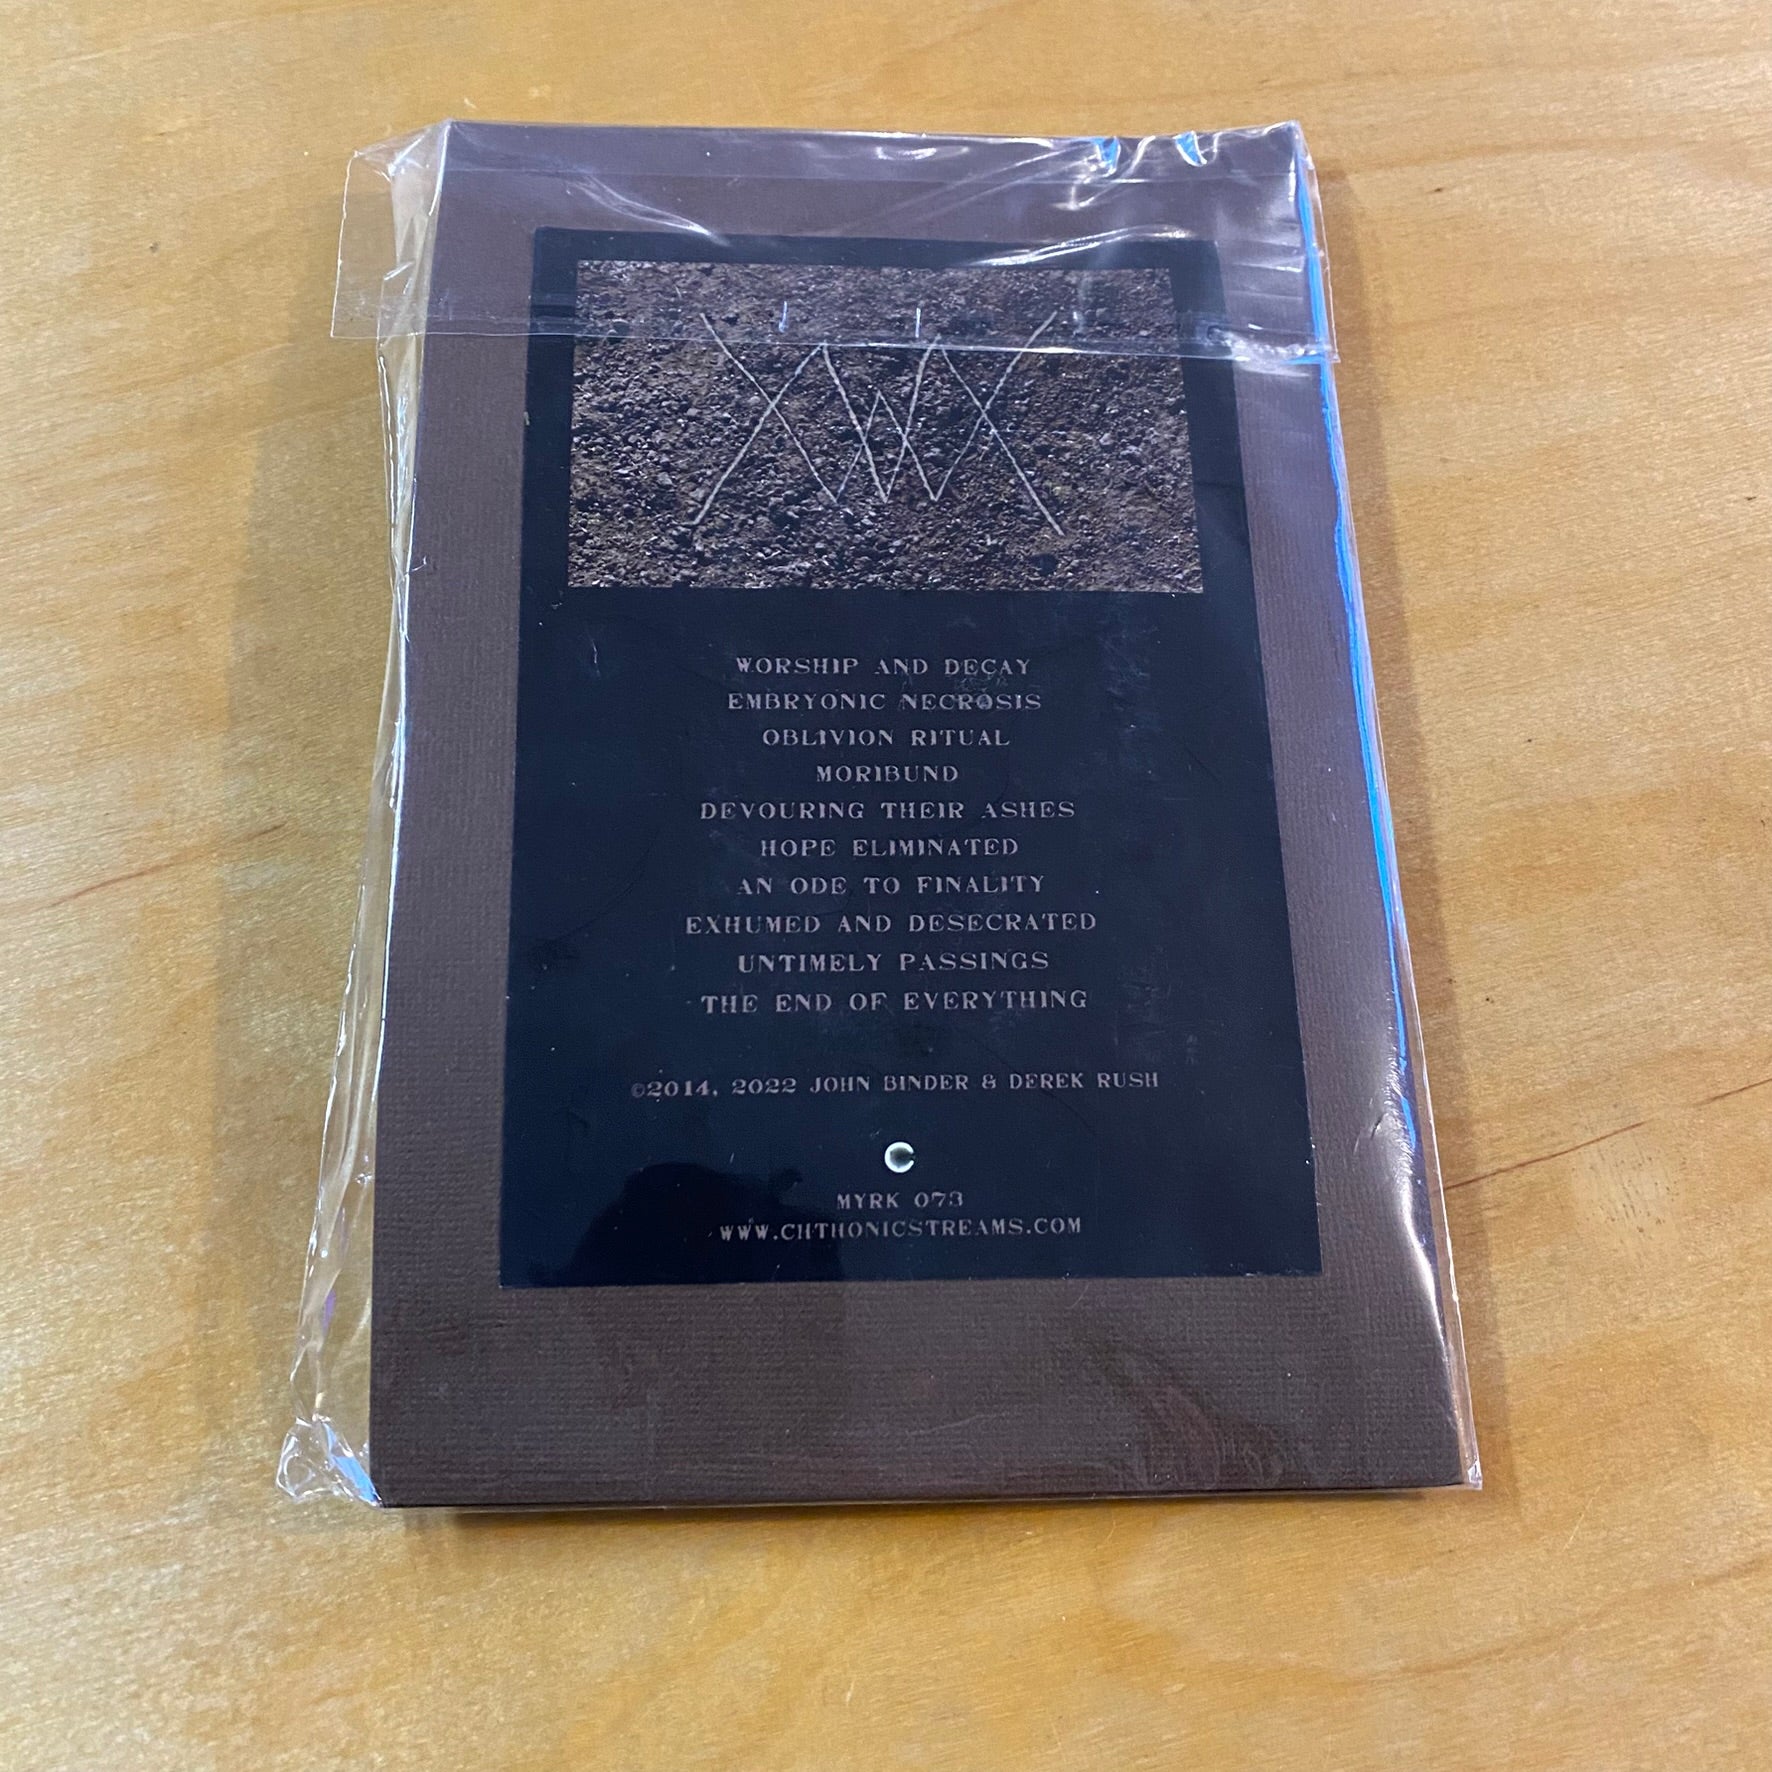 WORSHIP AND DECAY
EMBRYONIC NECROSIS
OBLIVION RITUAL
MORIBUND
DEVOURING THEIR ASHES
HOPE ELIMINATED
AN ODE TO FINALITY
EXHUMED AND DESECRATED
UNTIMELY PASSINGS
THE END OF EVERYTHING
©2014, 2022 JOHN BINDER & DEREK RUSH
MYRK 073
WWW.CHTHONICSTREAMS.COM